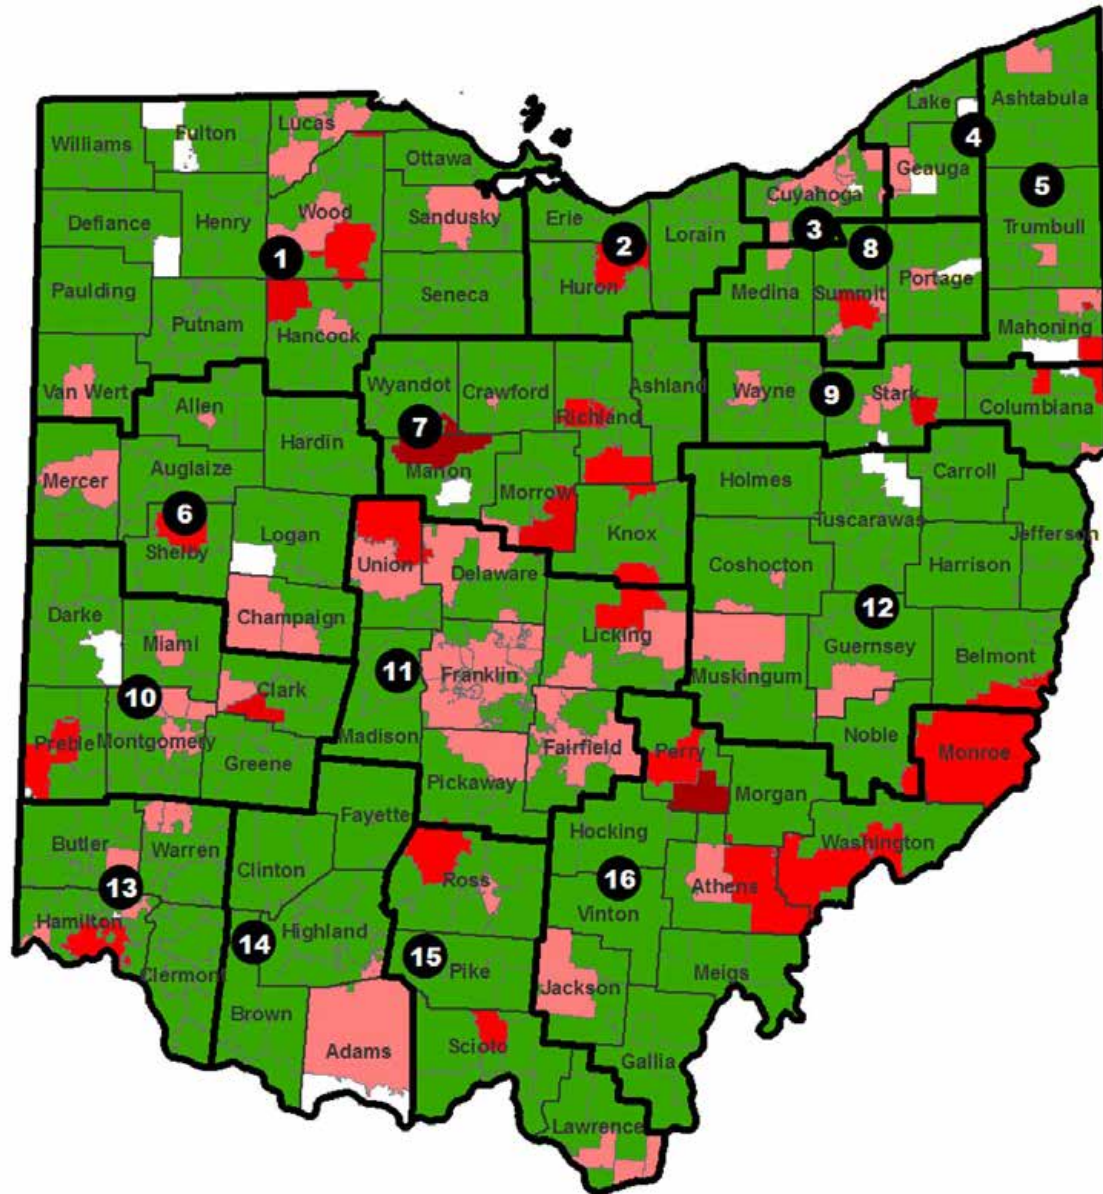 Lake
Ashtabula
Williams
Fulton
Lucas
4
Ottawa
Geauga
Cuyahoga
5
Defiance
Henry
Wood
Sandusky
Erie
Lorain
3
Trumbull
1
2
8
Paulding
Seneca
Huron
Medina
Summit
Portage
Putnam
Hancock
Mahoning
Van Wert
Wyandot
Crawford
Ashland
Wayne
9
Stark
Allen
Richland
Columbiana
Hardin
7
Auglaize
Marion
Mercer
Morrow
Holmes
Carroll
6
Logan
Knox
Tuscarawas
Shelby
Jefferson
Union
Delaware
Coshocton
Harrison
Darke
Champaign
12
Miami
Licking
Guernsey
11
Franklin
Muskingum
Belmont
10
Clark
Preble
Montgomery
Madison
Fairfield
Perry
Noble
Monroe
Greene
Pickaway
Morgan
Fayette
Hocking
Butler
Warren
Washington
Clinton
Ross
16
Athens
13
Vinton
Hamilton
14
Highland
15
Clermont
Pike
Jackson
Meigs
Brown
Adams
Scioto
Gallia
Lawrence